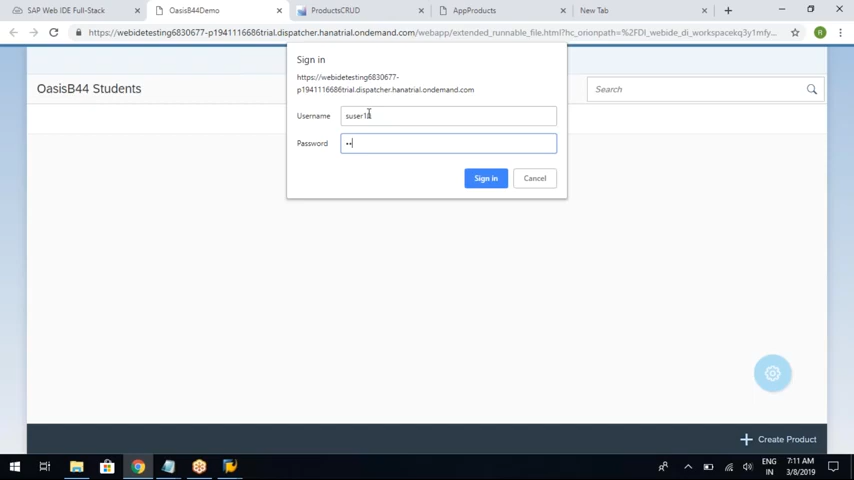 SAP Web IDE Full-Stack
OasisB44Demo
ProductsCRUD
AppProducts
New Tab
https://webidetesting6830677-p1941116686trial.dispatcher.hanatrial.ondemand.com/webapp/extended_runnable_file.html?hc_orionpath=%2FDI_webide_di_workspacekq3y1mfy...
R
OasisB44 Students
Search
Sign in
https://webidetesting6830677-
p1941116686trial.dispatcher.hanatrial.ondemand.com
Username
Password
Sign in
Cancel
Create Product
ENG
IN
7:11 AM
3/8/2019